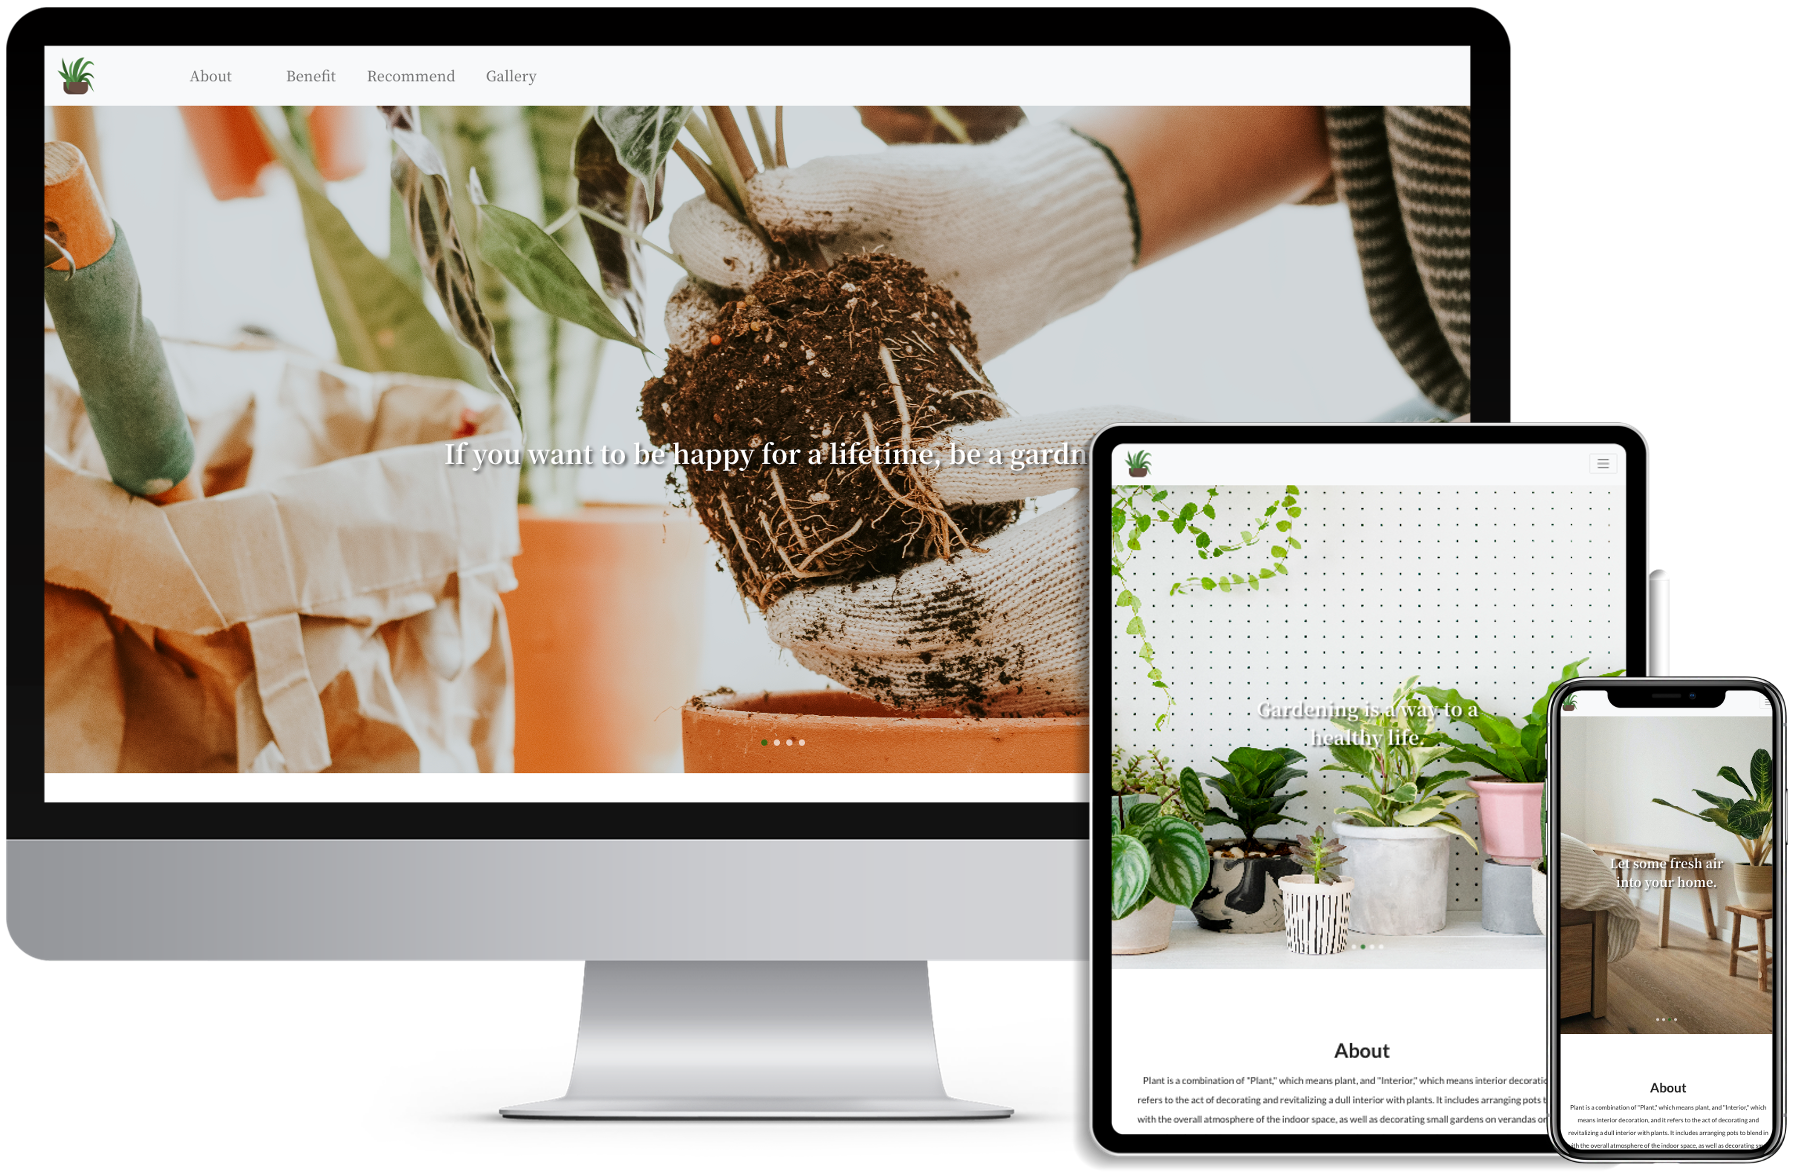 About Benefit Recommend Gallery
If you want to be happy for a lifetime, be a gardn
Gardening is a way to a
healthy life.
About
Plant is a combination of "Plant," which means plant, and "Interior," which means interior decoratio
refers to the act of decorating and revitalizing a dull interior with plants. It includes arranging pots t
with the overall atmosphere of the indoor space, as well as decorating small gardens on verandas or
Let some fresh air
into your home.
About
Plant is a combination of "Plant," which means plant, and "Interior," which
means interior decoration, and it refers to the act of decorating and
revitalizing a dull interior with plants. It includes arranging pots to blend in
with the overall atmosphere of the indoor space, as well as decorating